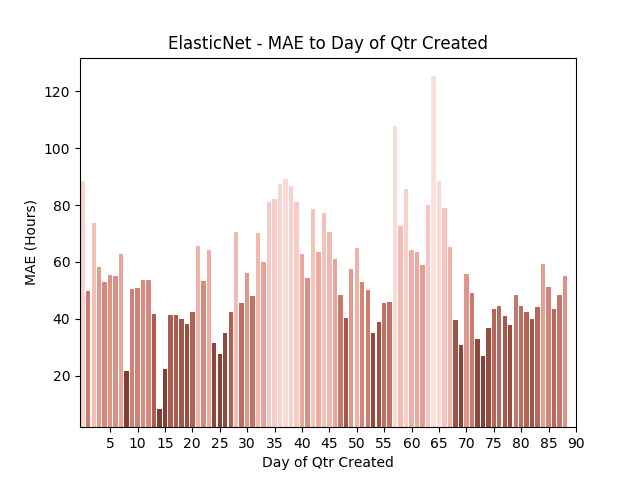 ElasticNet - MAE to Day of Qtr Created
MAE (Hours)
120
100
80
60
40
20
5 10 15 20 25 30 35 40 45 50 55 60 65 70 75 80 85 90
Day of Qtr Created